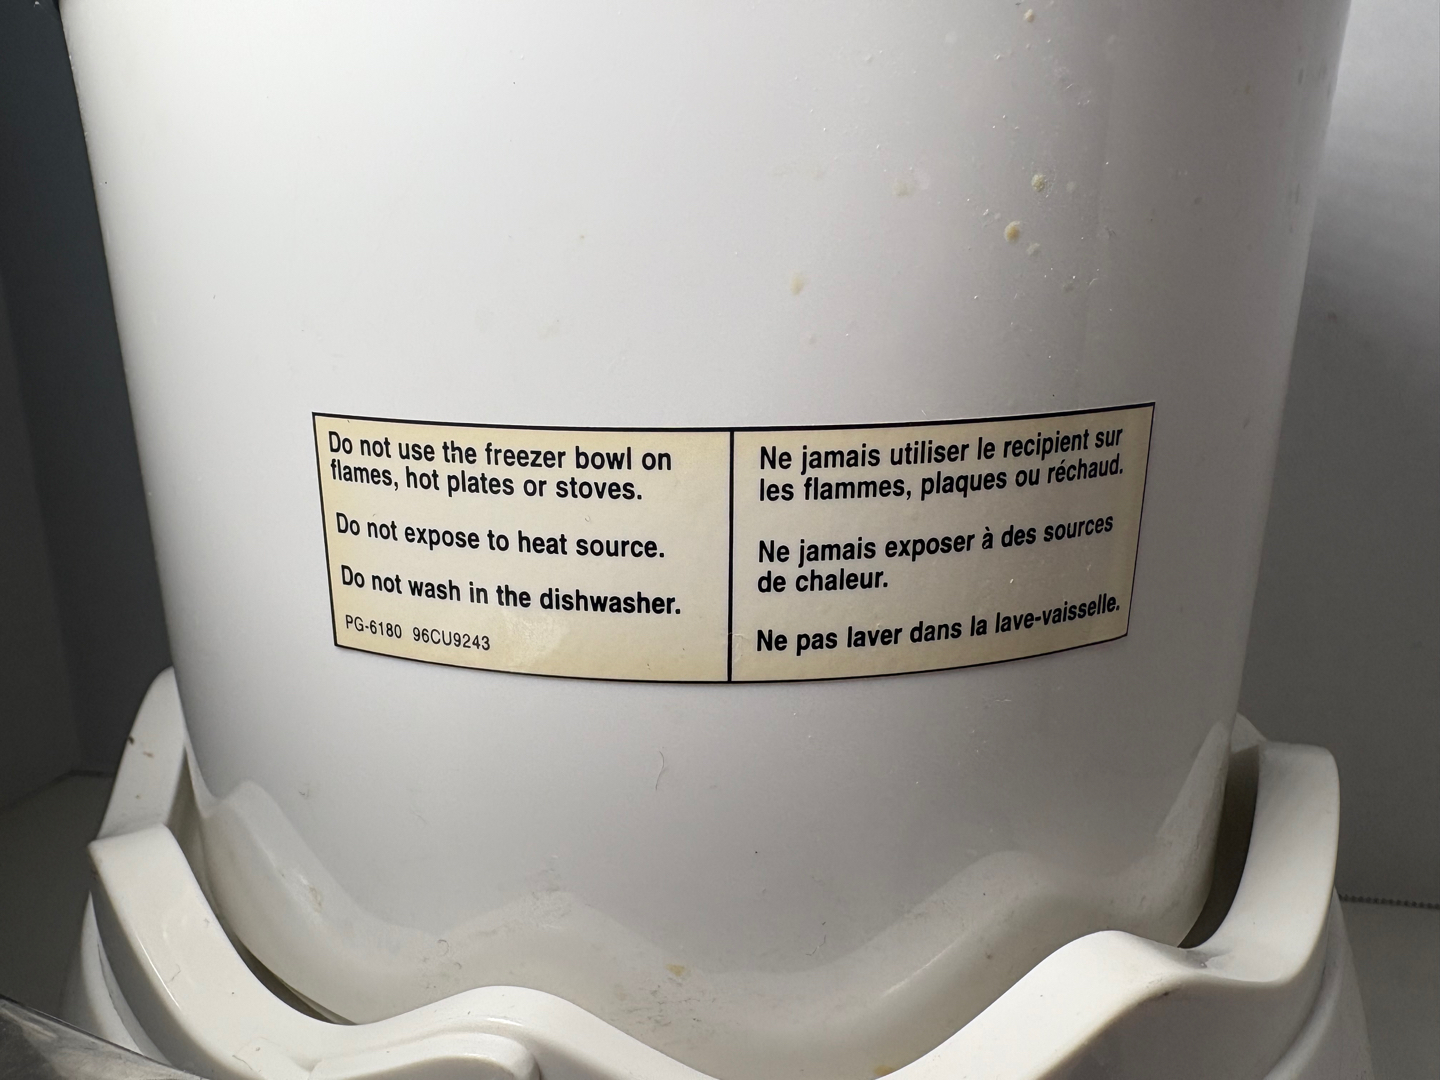 Do not use the freezer bowl on
flames, hot plates or stoves.
Do not expose to heat source.
Do not wash in the dishwasher.
PG-6180 96CU9243
Ne jamais utiliser le recipient sur
les flammes, plaques ou réchaud.
Ne jamais exposer à des sources
de chaleur.
Ne pas laver dans la lave-vaisselle.